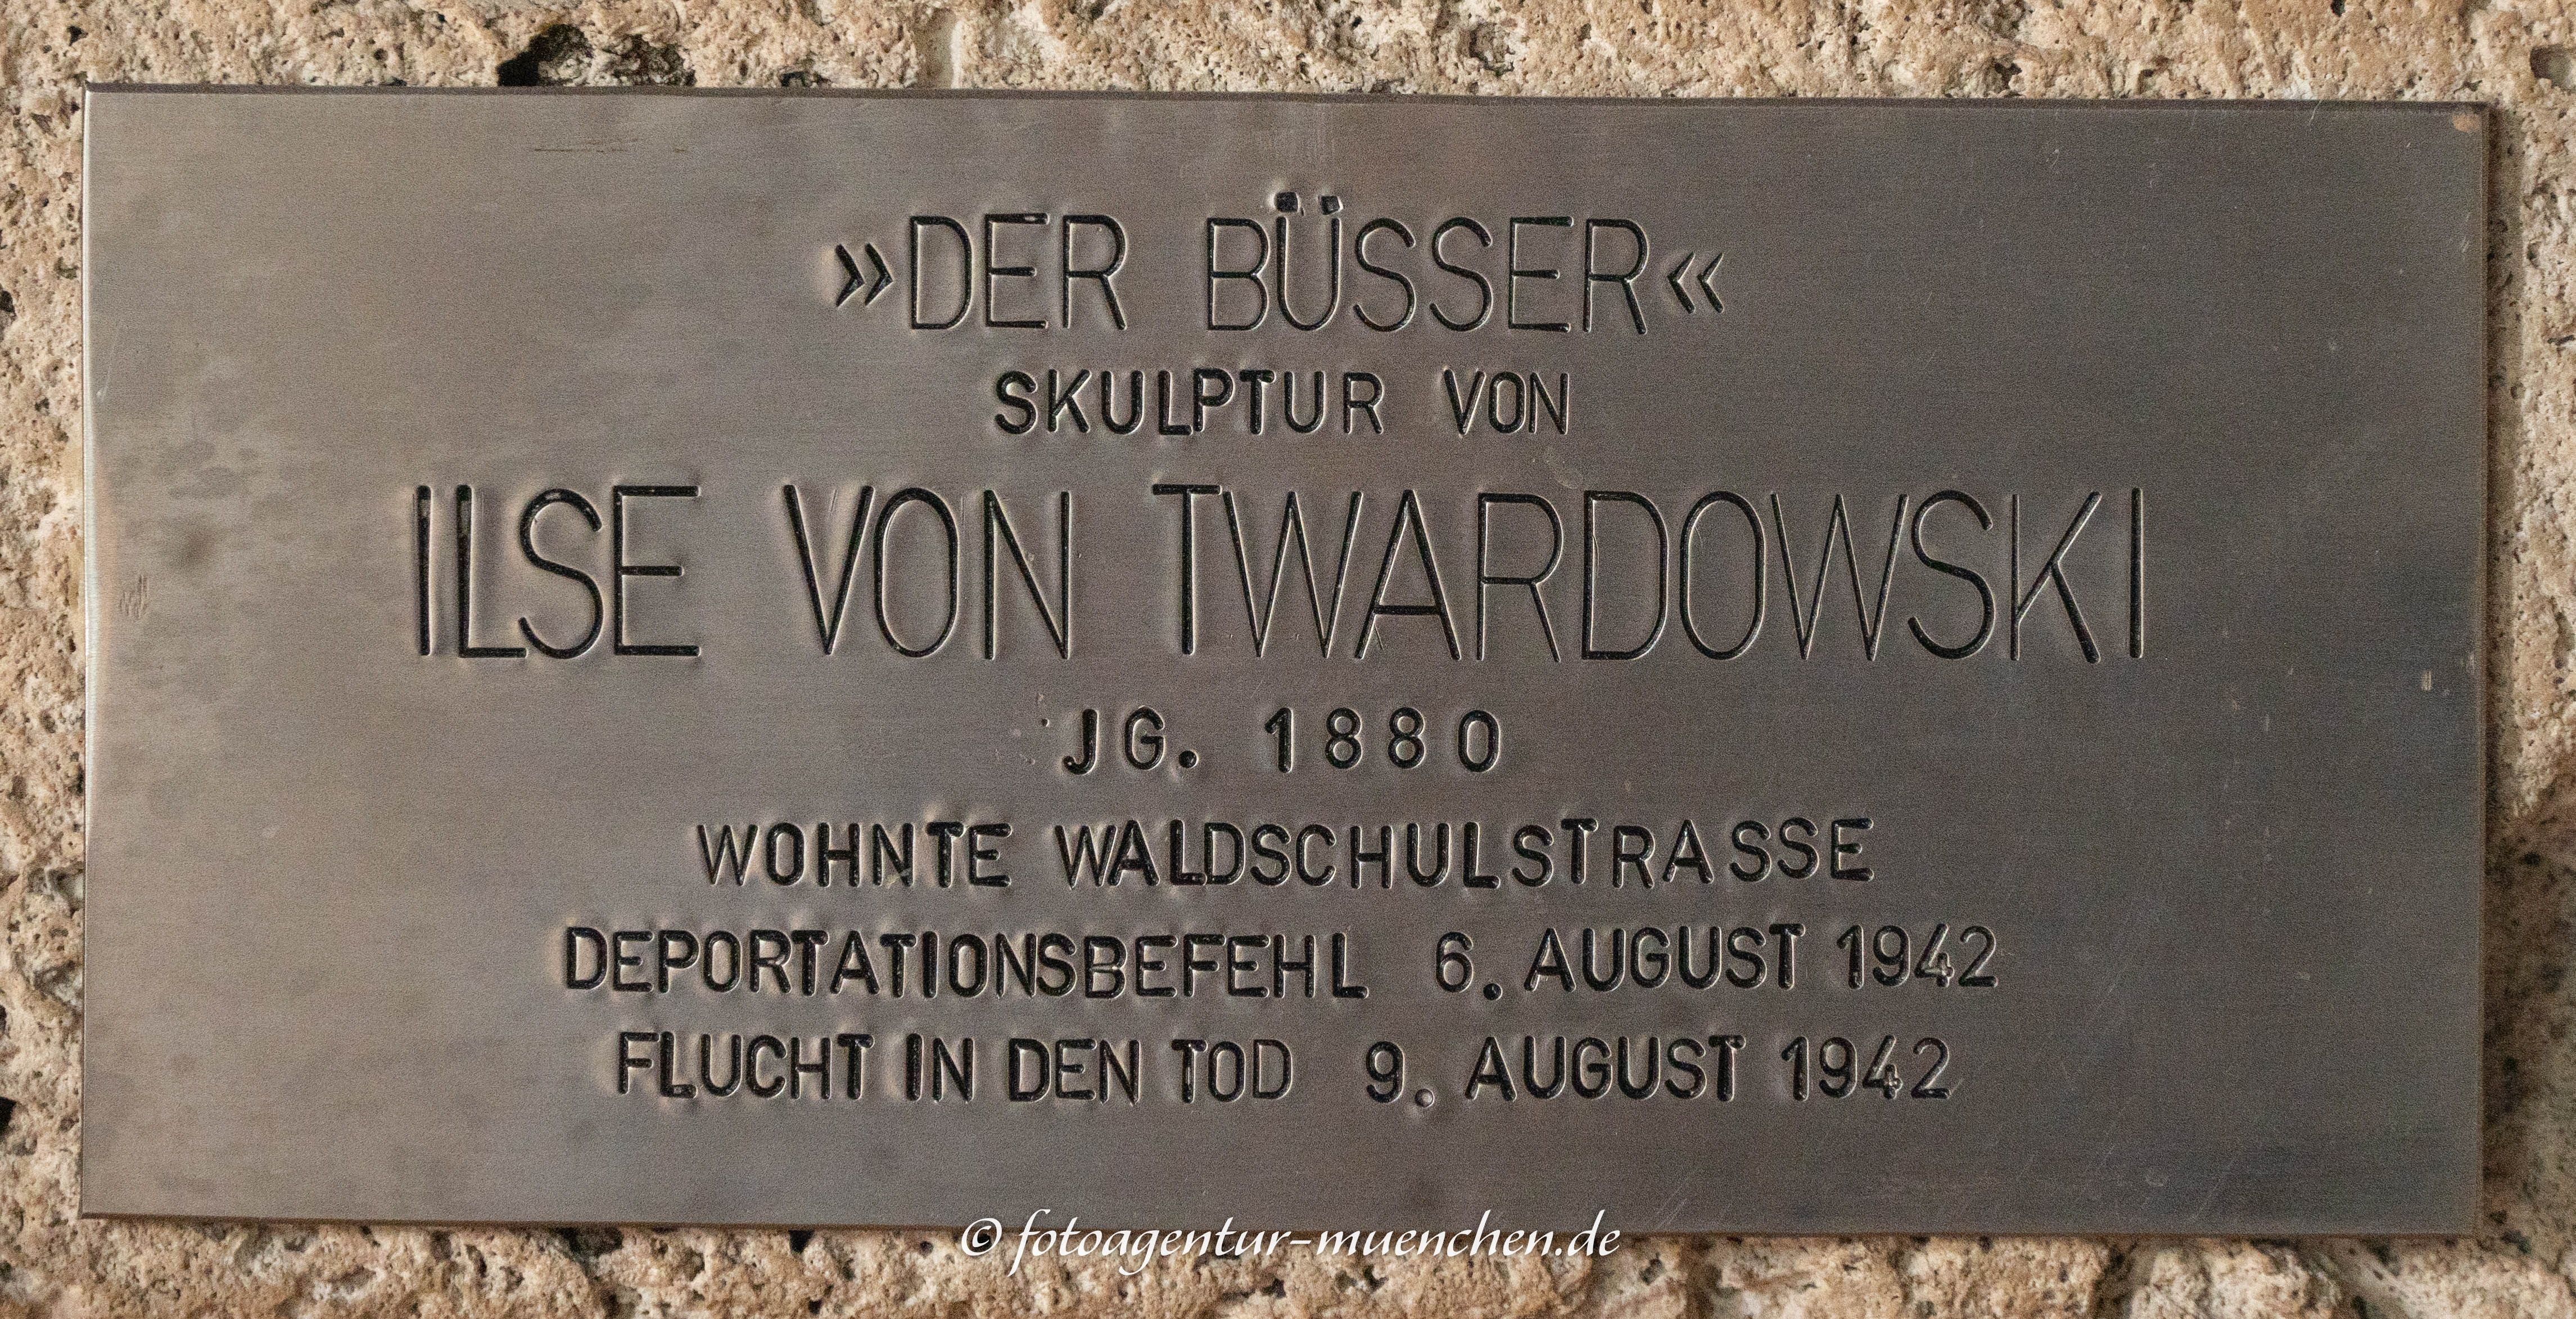 »DER BÜSSER«
SKULPTUR VON
ILSE VON TWARDOWSKI
JG. 1880
WOHNTE WALDSCHULSTRASSE
DEPORTATIONSBEFEHL 6. AUGUST 1942
FLUCHT IN DEN TOD 9. AUGUST 1942
© fotoagentur-muenchen.de